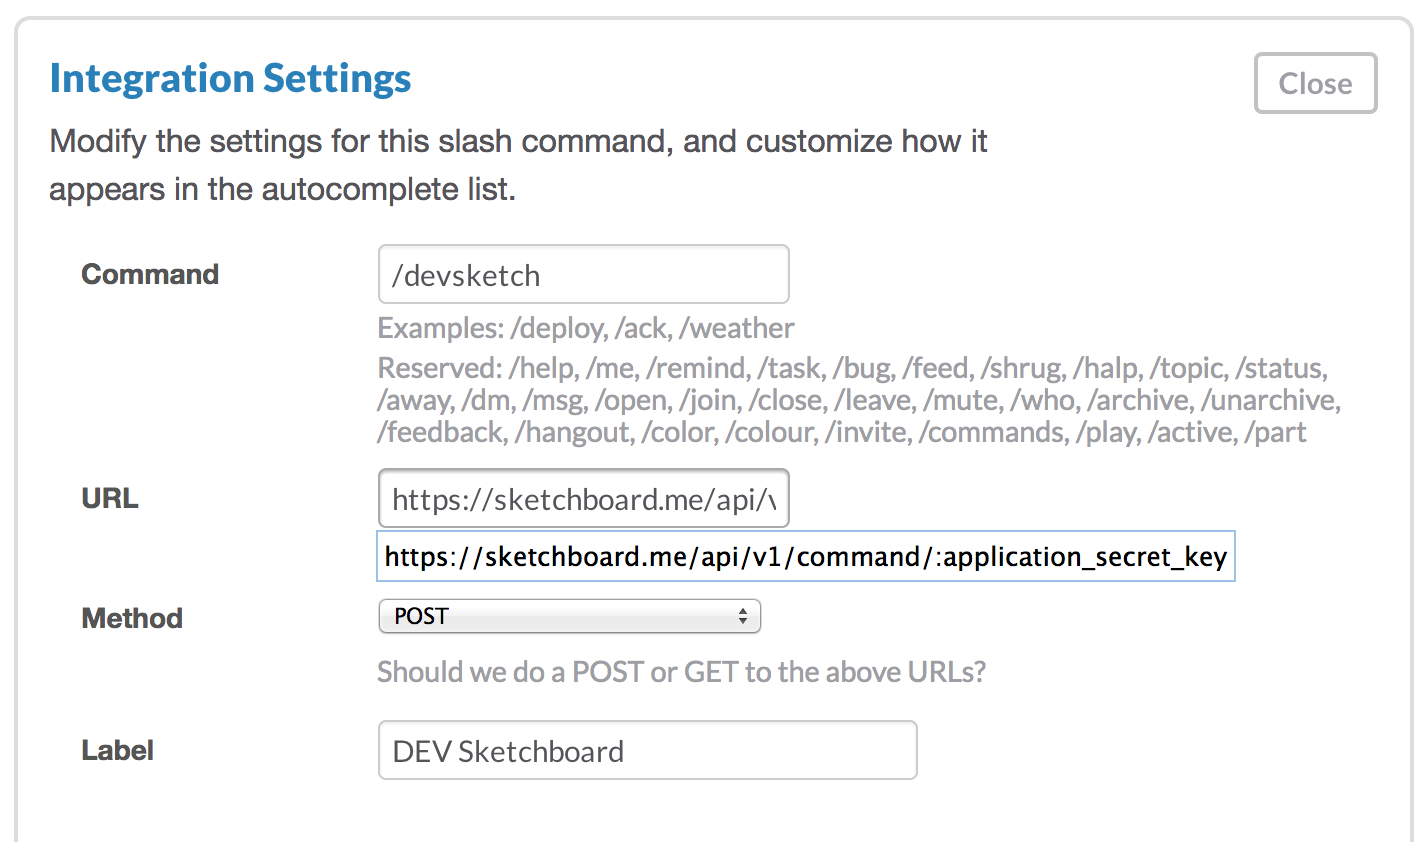 Integration Settings
Close
Modify the settings for this slash command, and customize how it
appears in the autocomplete list.
Command
/devsketch
Examples: /deploy, /ack, /weather
Reserved: /help, /me, /remind, /task, /bug, /feed, /shrug, /halp, /topic, /status,
/away, /dm, /msg, /open, /join, /close, /leave, /mute, /who, /archive, /unarchive,
/feedback, /hangout, /color, /colour, /invite, /commands, /play, /active, /part
URL
https://sketchboard.me/api/v
https://sketchboard.me/api/v1/command/:application_secret_key
Method
POST
Should we do a POST or GET to the above URLs?
Label
DEV Sketchboard